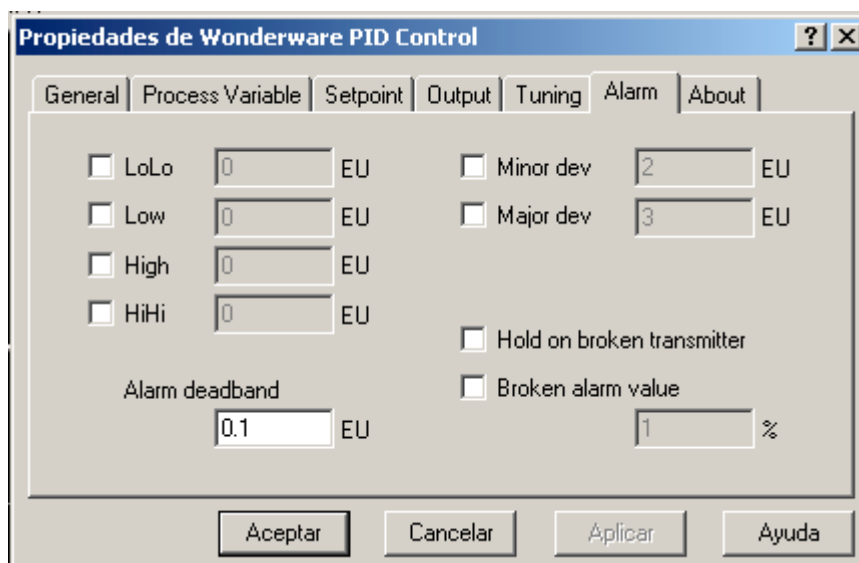 Propiedades de Wonderware PID Control
General Process Variable Setpoint Output Tuning Alarm About
LoLo 0 EU Minor dev 2 EU
Low 0 EU Major dev 3 EU
High 0 EU
HiHi 0 EU
Hold on broken transmitter
Alarm deadband Broken alarm value
0.1 EU 1 %
Aceptar Cancelar Aplicar Ayuda